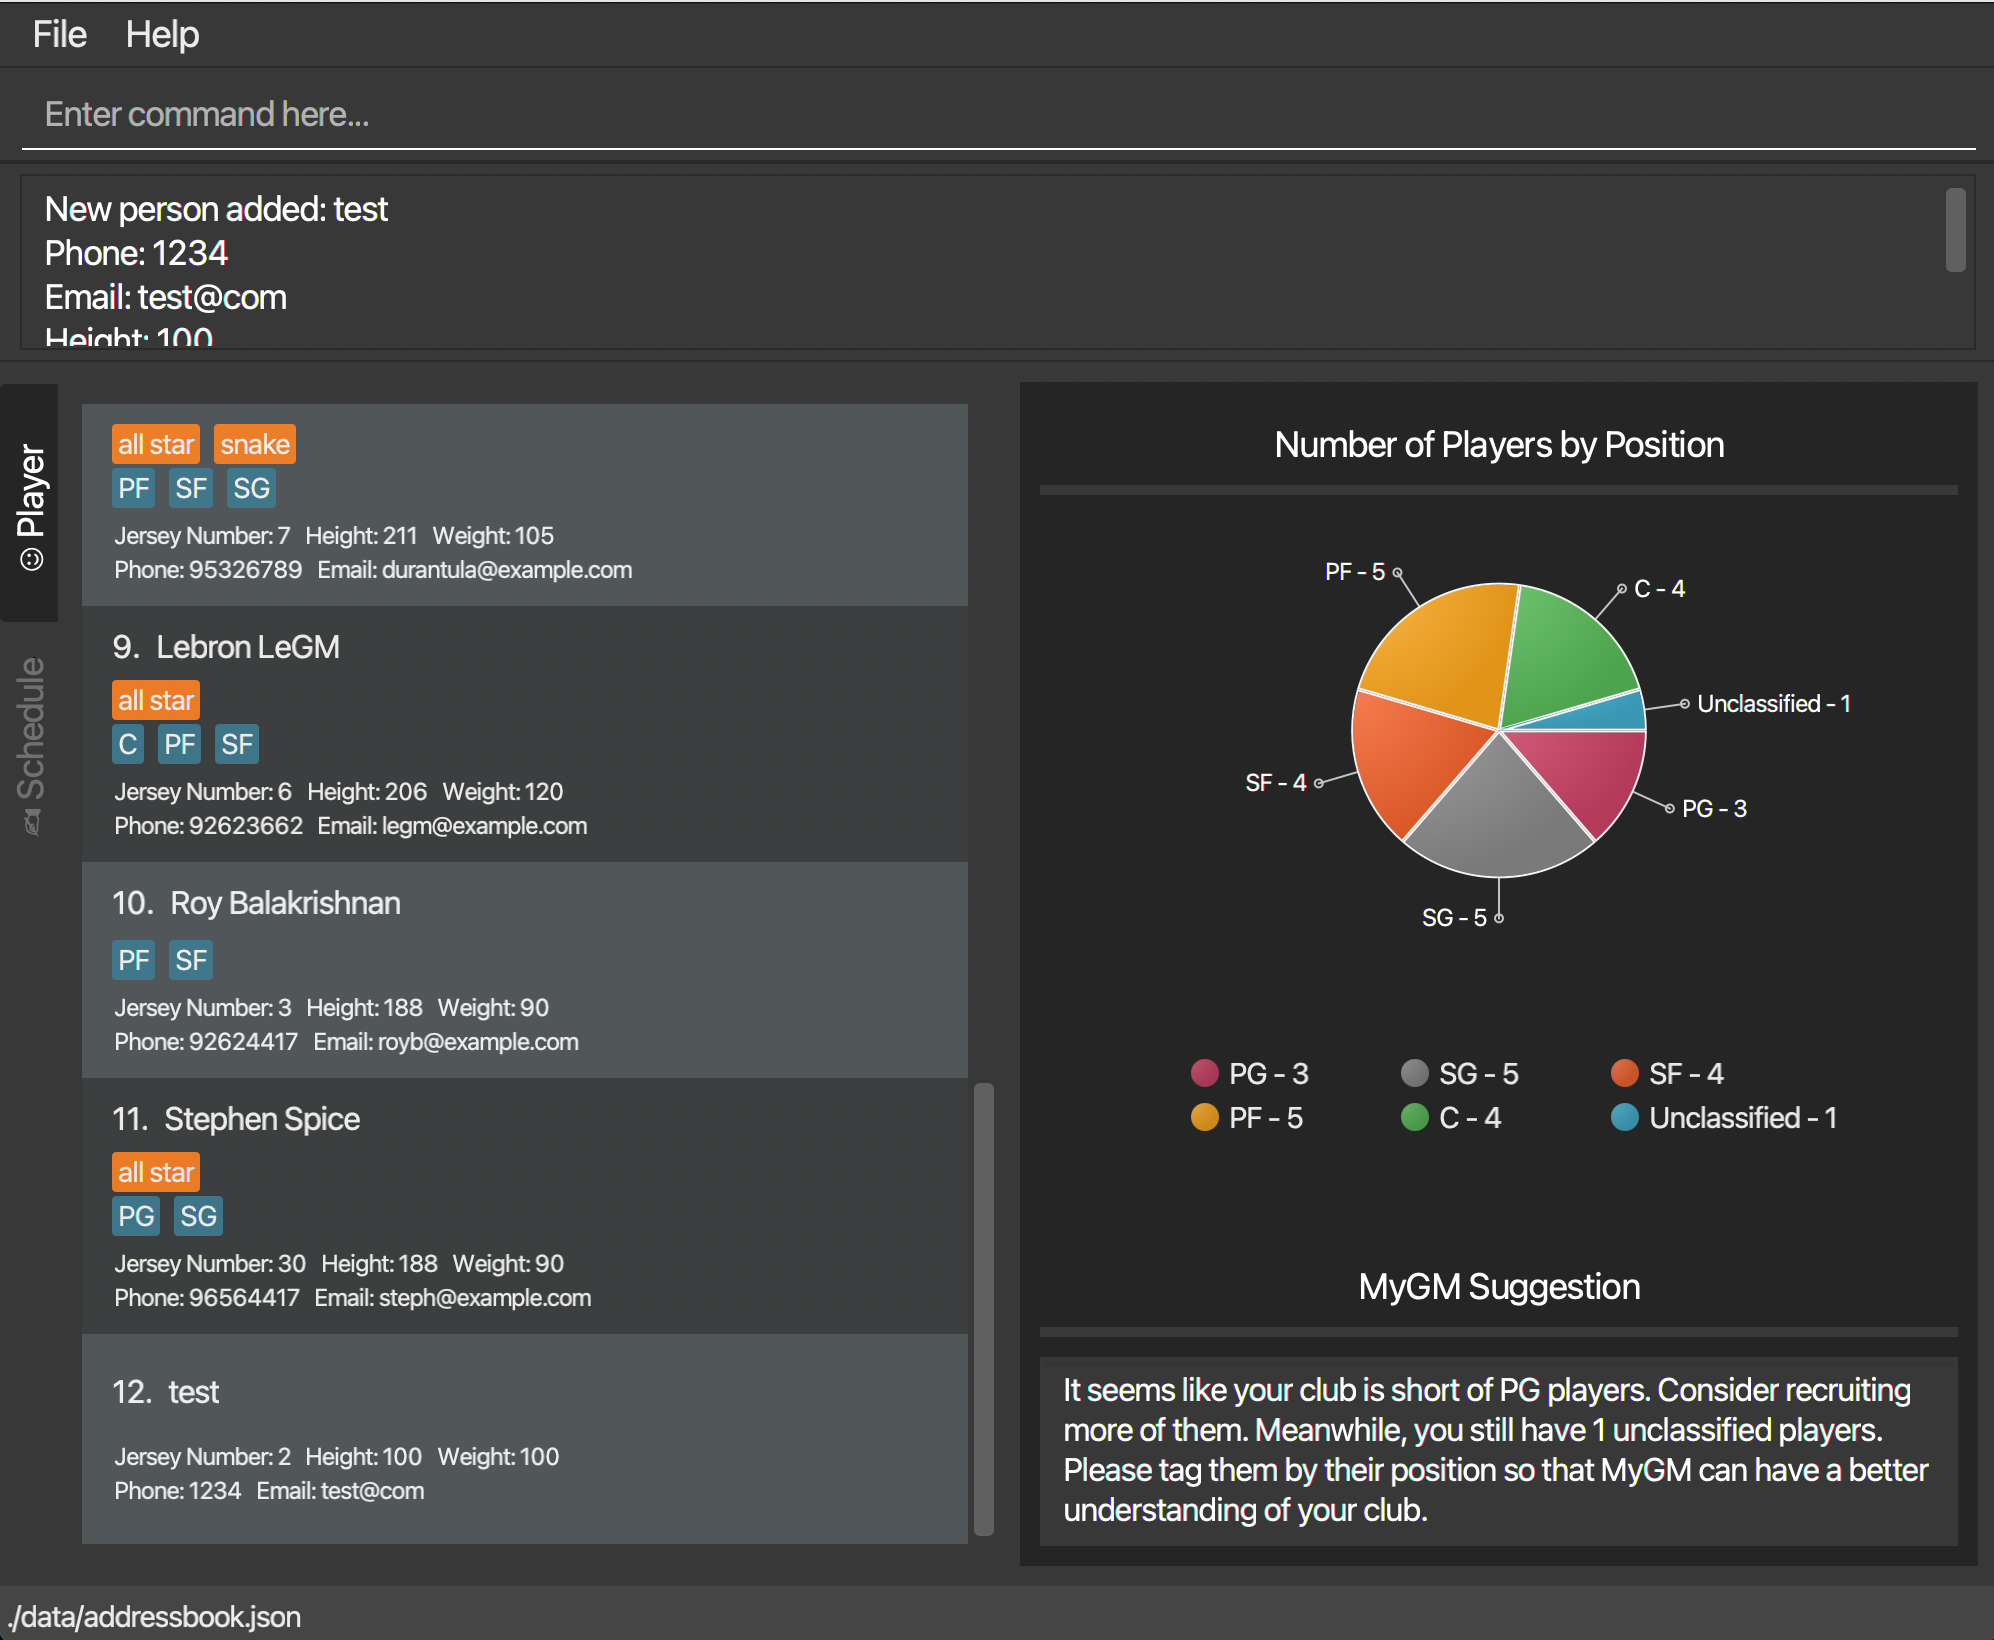 File Help
Enter command here...
New person added: test
Phone: 1234
Email: test@com
Height: 100
Player
Schedule
all star snake
PF SF SG
Jersey Number: 7 Height: 211 Weight: 105
Phone: 95326789 Email: durantula@example.com
9. Lebron LeGM
all star
C PF SF
Jersey Number: 6 Height: 206 Weight: 120
Phone: 92623662 Email: legm@example.com
10. Roy Balakrishnan
PF SF
Jersey Number: 3 Height: 188 Weight: 90
Phone: 92624417 Email: royb@example.com
11. Stephen Spice
all star
PG SG
Jersey Number: 30 Height: 188 Weight: 90
Phone: 96564417 Email: steph@example.com
12. test
Jersey Number: 2 Height: 100 Weight: 100
Phone: 1234 Email: test@com
Number of Players by Position
PF - 5
C - 4
Unclassified - 1
SF - 4
PG - 3
SG - 5
PG - 3 SG - 5 SF - 4
PF - 5 C - 4 Unclassified - 1
MyGM Suggestion
It seems like your club is short of PG players. Consider recruiting
more of them. Meanwhile, you still have 1 unclassified players.
Please tag them by their position so that MyGM can have a better
understanding of your club.
./data/addressbook.json